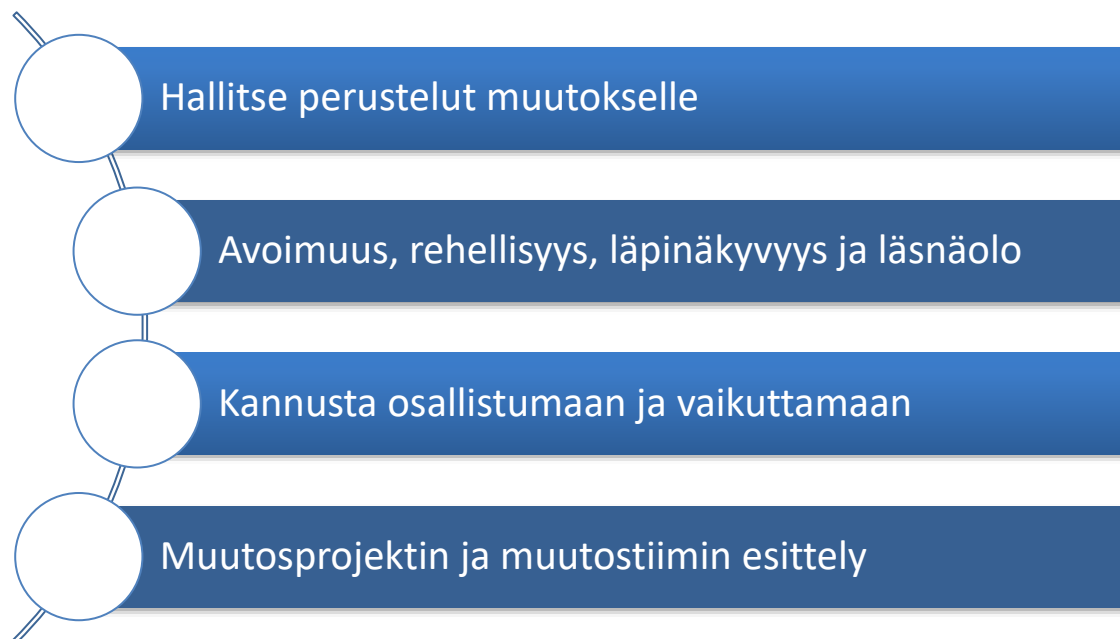 Hallitse perustelut muutokselle
Avoimuus, rehellisyys, läpinäkyvyys ja läsnäolo
Kannusta osallistumaan ja vaikuttamaan
Muutosprojektin ja muutostiimin esittely